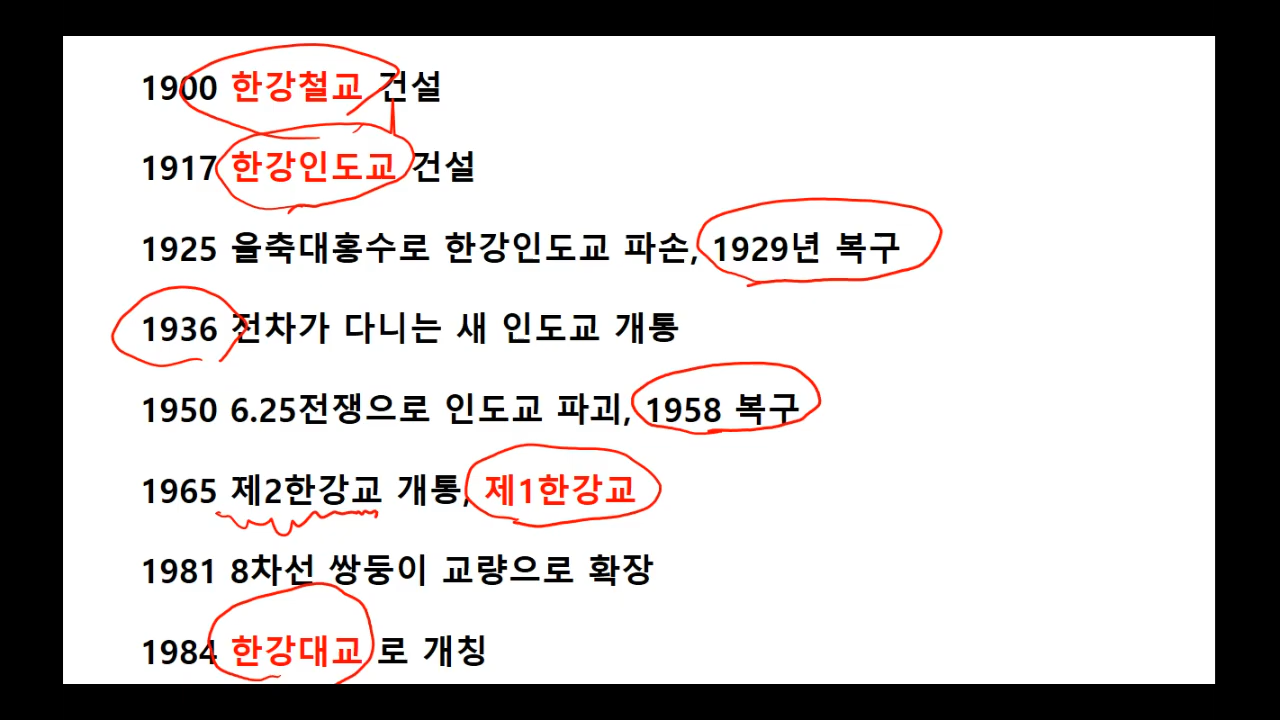 1900 한강철교 건설
1917 한강인도교 건설
1925 을축대홍수로 한강인도교 파손, 1929년 복구
1936 전차가 다니는 새 인도교 개통
1950 6.25전쟁으로 인도교 파괴, 1958 복구
1965 제2한강교 개통, 제1한강교
1981 8차선 쌍둥이 교량으로 확장
1984 한강대교 로 개칭